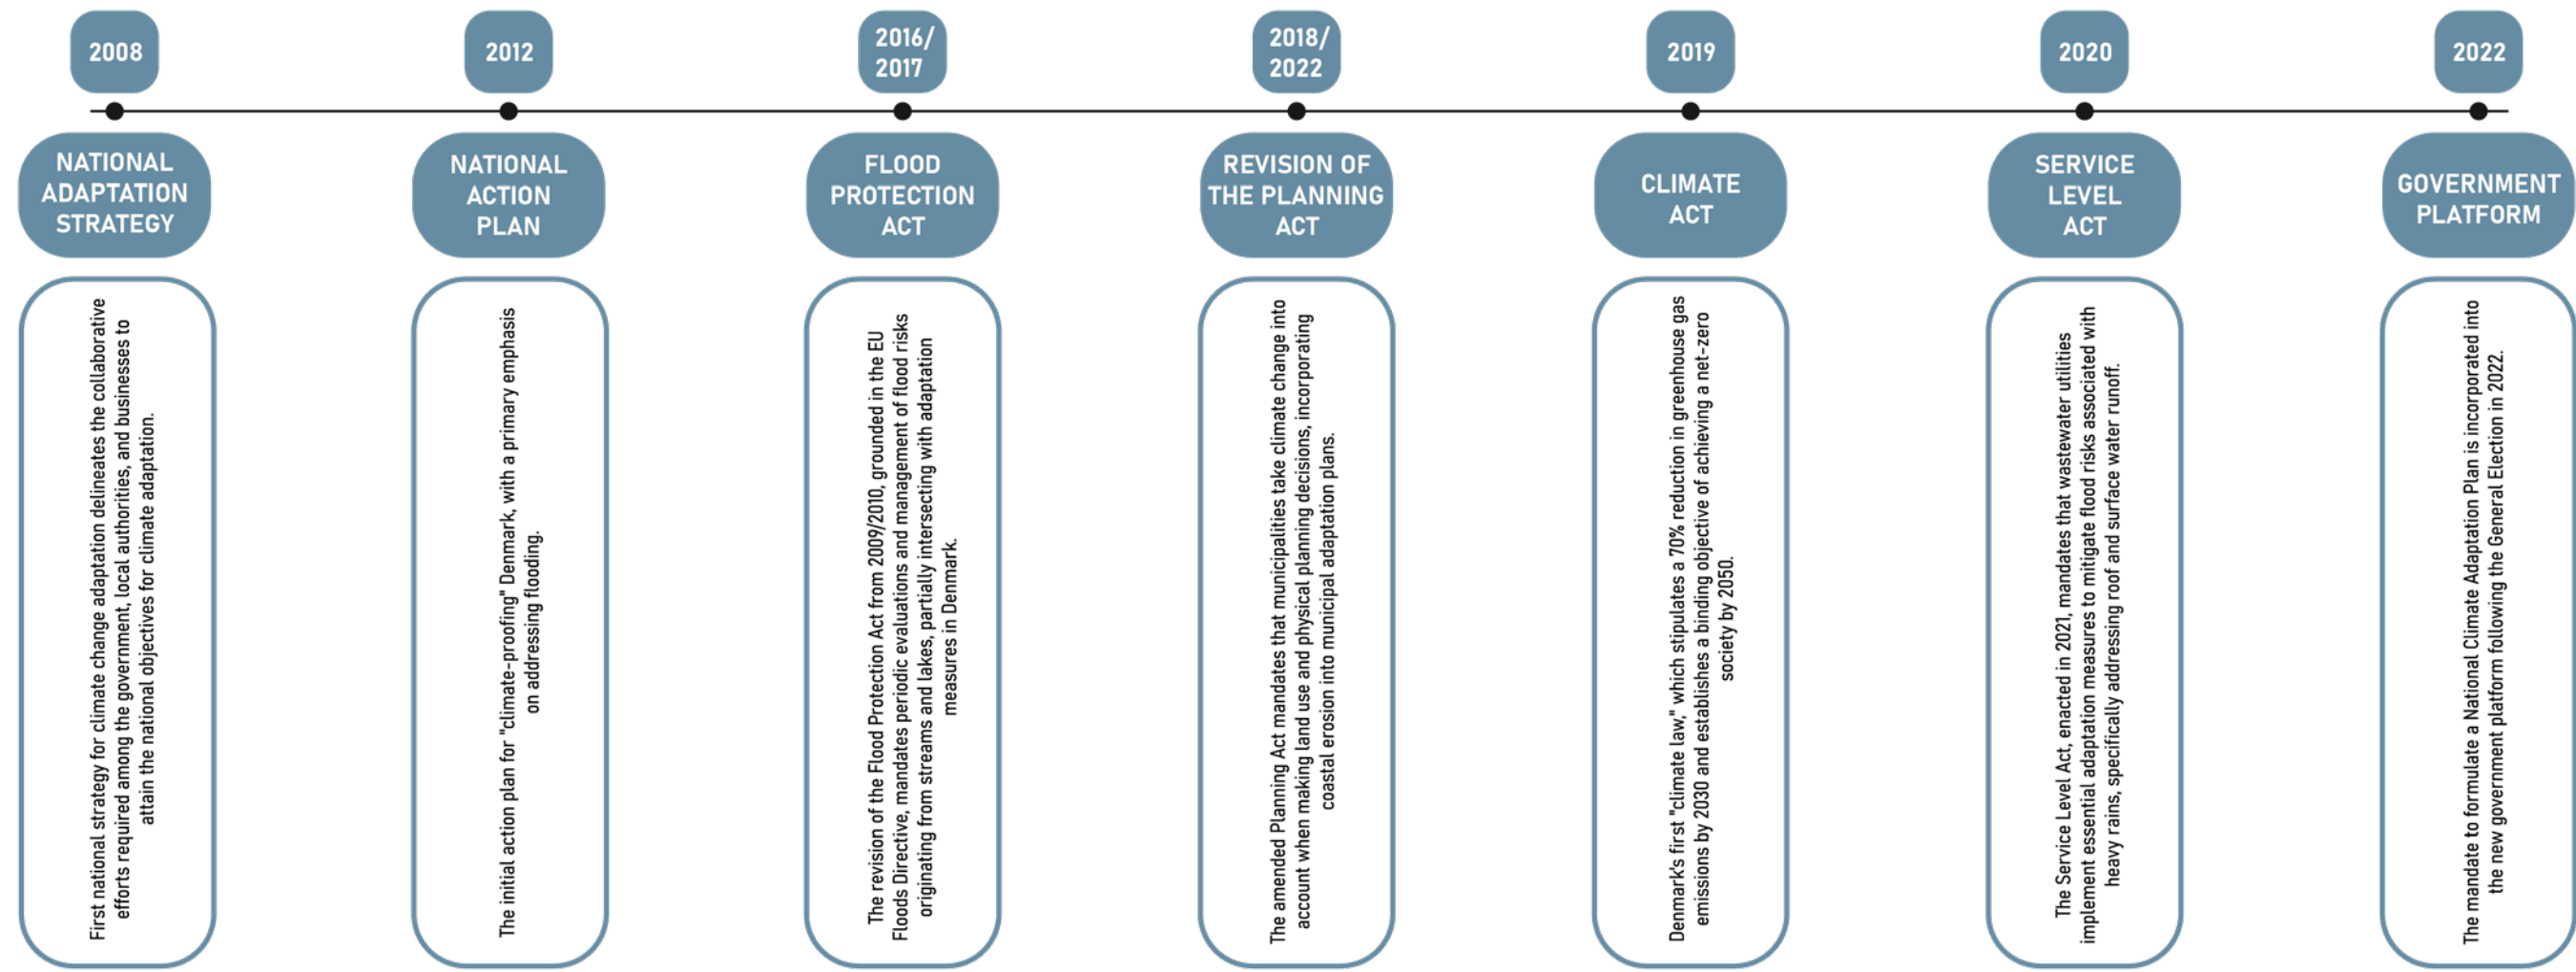 2008
NATIONAL
ADAPTATION
STRATEGY
First national strategy for climate change adaptation delineates the collaborative
efforts required among the government, local authorities, and businesses to
attain the national objectives for climate adaptation.
2012
NATIONAL
ACTION
PLAN
The initial action plan for "climate-proofing" Denmark, with a primary emphasis
on addressing flooding.
2016/
2017
FLOOD
PROTECTION
ACT
The revision of the Flood Protection Act from 2009/2010, grounded in the EU
Floods Directive, mandates periodic evaluations and management of flood risks
originating from streams and lakes, partially intersecting with adaptation
measures in Denmark.
2018/
2022
REVISION OF
THE PLANNING
ACT
The amended Planning Act mandates that municipalities take climate change into
account when making land use and physical planning decisions, incorporating
coastal erosion into municipal adaptation plans.
2019
CLIMATE
ACT
Denmark's first "climate law," which stipulates a 70% reduction in greenhouse gas
emissions by 2030 and establishes a binding objective of achieving a net-zero
society by 2050.
2020
SERVICE
LEVEL
ACT
The Service Level Act, enacted in 2021, mandates that wastewater utilities
implement essential adaptation measures to mitigate flood risks associated with
heavy rains, specifically addressing roof and surface water runoff.
2022
GOVERNMENT
PLATFORM
The mandate to formulate a National Climate Adaptation Plan is incorporated into
the new government platform following the General Election in 2022.